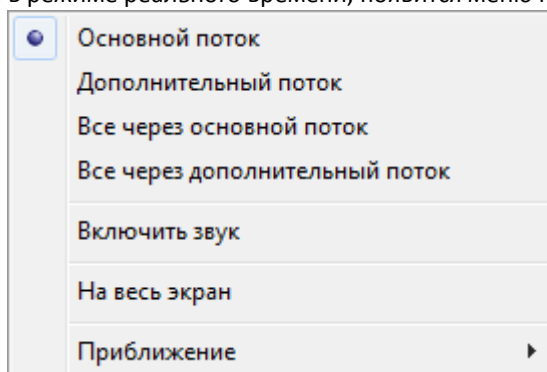 в режиме реального времени, появится меню
Основной поток
Дополнительный поток
Все через основной поток
Все через дополнительный поток
Включить звук
На весь экран
Приближение